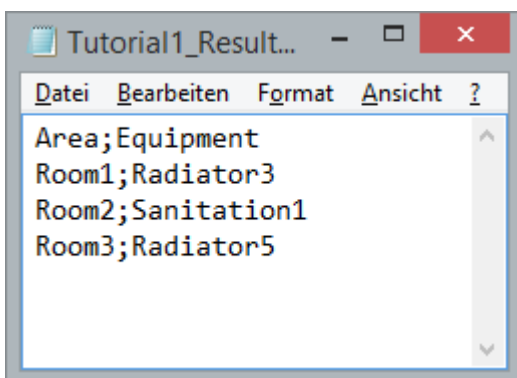 Tutorial1_Result...
Datei Bearbeiten Format Ansicht ?
Area;Equipment
Room1;Radiator3
Room2;Sanitation1
Room3;Radiator5